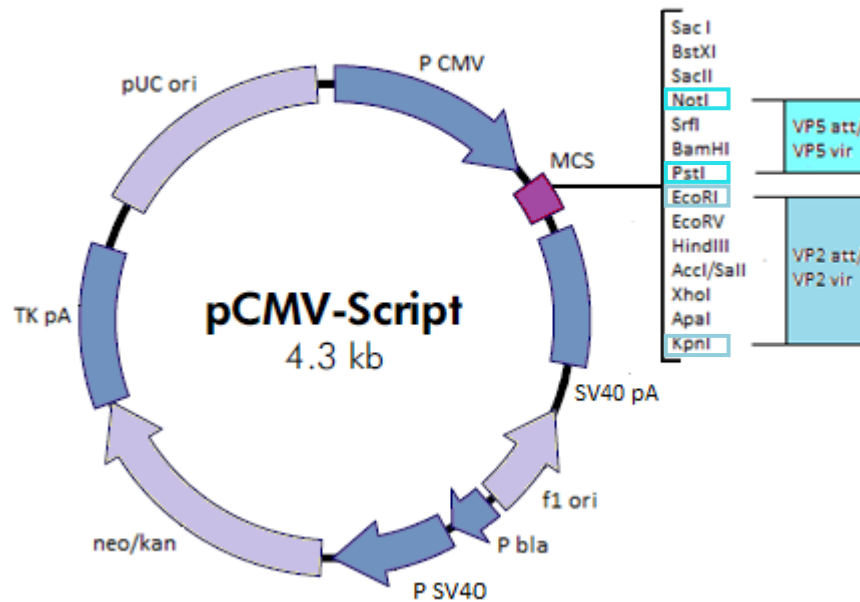 pUC ori
P CMV
MCS
TK pA
pCMV-Script
4.3 kb
SV40 pA
f1 ori
P bla
P SV40
neo/kan
Sac I
BstXI
SacII
NotI
SrfI
BamHI
PstI
EcoRI
EcoRV
HindIII
AccI/SalI
XhoI
ApaI
KpnI
VP5 att/
VP5 vir
VP2 att/
VP2 vir